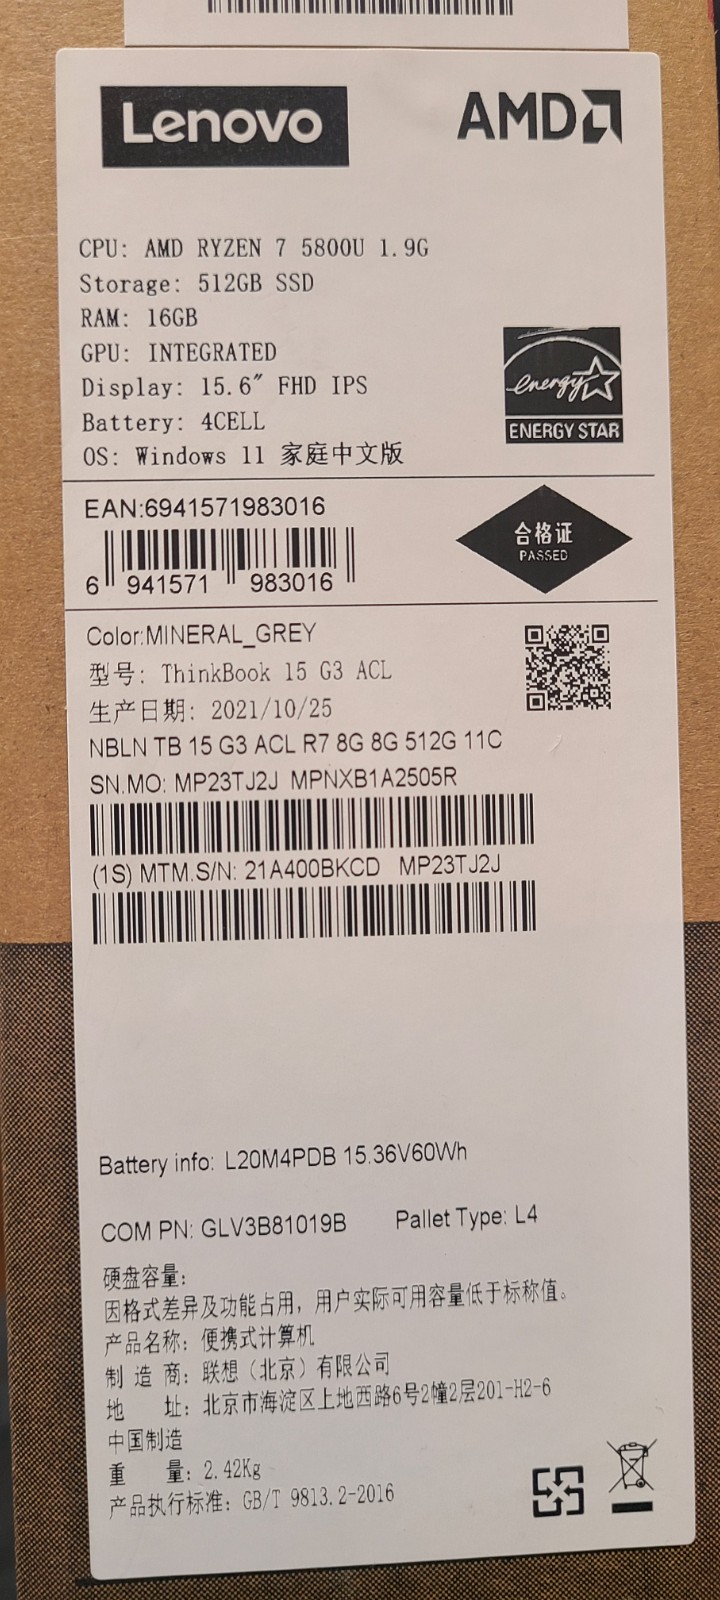 Lenovo
AMD
CPU: AMD RYZEN 7 5800U 1.9G
Storage: 512GB SSD
RAM: 16GB
GPU: INTEGRATED
Display: 15.6″ FHD IPS
Battery: 4CELL
OS: Windows 11 家庭中文版
energy
ENERGY STAR
EAN:6941571983016
6 941571 983016
合格证
PASSED
Color:MINERAL_GREY
型号: ThinkBook 15 G3 ACL
生产日期: 2021/10/25
NBLN TB 15 G3 ACL R7 8G 8G 512G 11C
SN.MO: MP23TJ2J MPNXB1A2505R
(1S) MTM.S/N: 21A400BKCD MP23TJ2J
Battery info: L20M4PDB 15.36V60Wh
COM PN: GLV3B81019B Pallet Type: L4
硬盘容量:
因格式差异及功能占用，用户实际可用容量低于标称值。
产品名称: 便携式计算机
制 造 商: 联想（北京）有限公司
地 址: 北京市海淀区上地西路6号2幢2层201-H2-6
中国制造
重 量: 2.42Kg
产品执行标准: GB/T 9813.2-2016